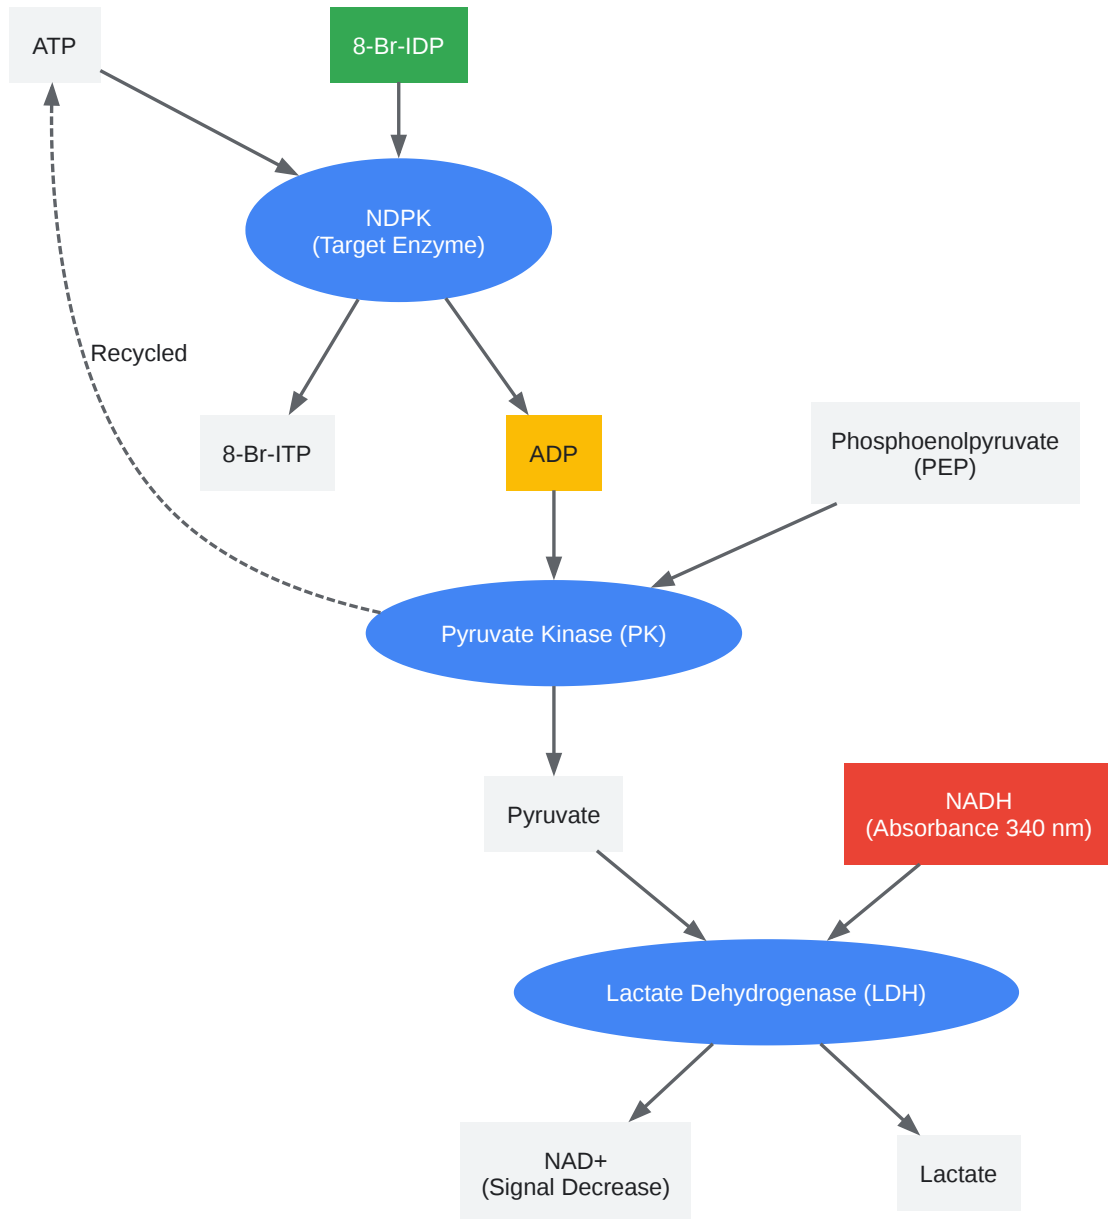 ATP
8-Br-IDP
NDPK
(Target Enzyme)
Recycled
8-Br-ITP
ADP
Phosphoenolpyruvate
(PEP)
Pyruvate Kinase (PK)
Pyruvate
NADH
(Absorbance 340 nm)
Lactate Dehydrogenase (LDH)
NAD+
(Signal Decrease)
Lactate